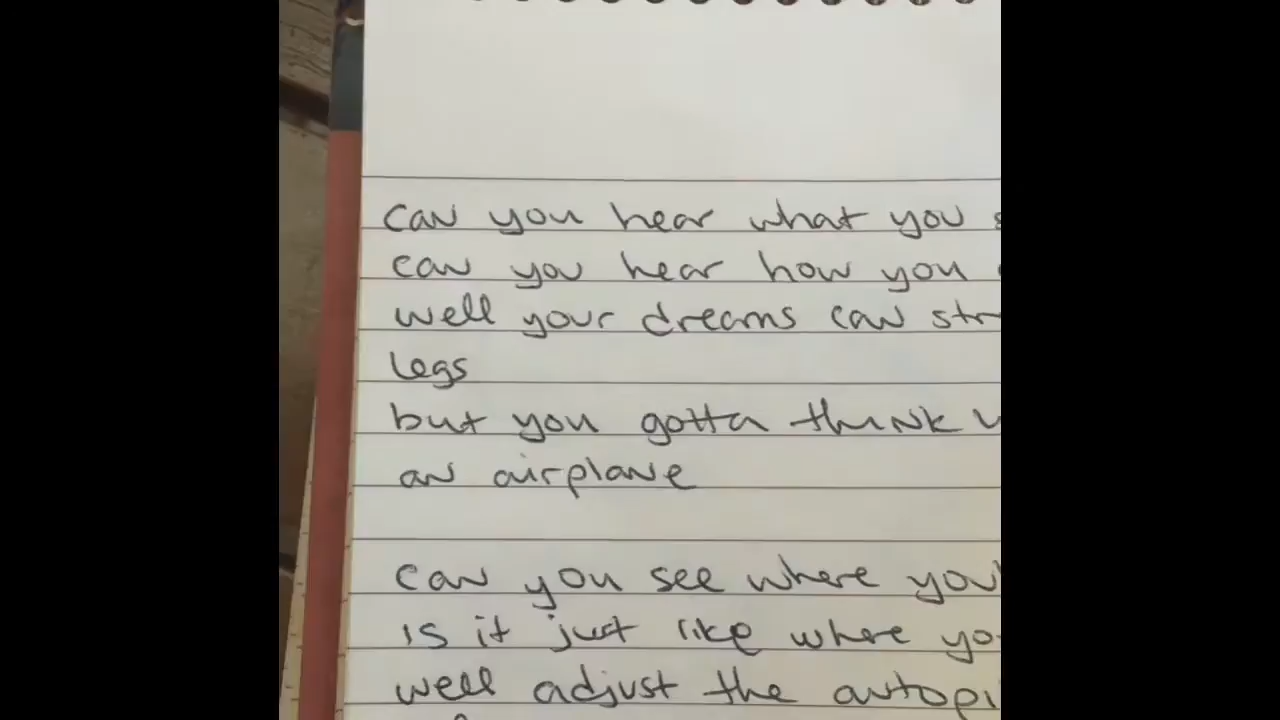 can you hear what you
can you hear how you
well your dreams can
legs
but you gotta think
an airplane
can you see where
is it just like where
well adjust the